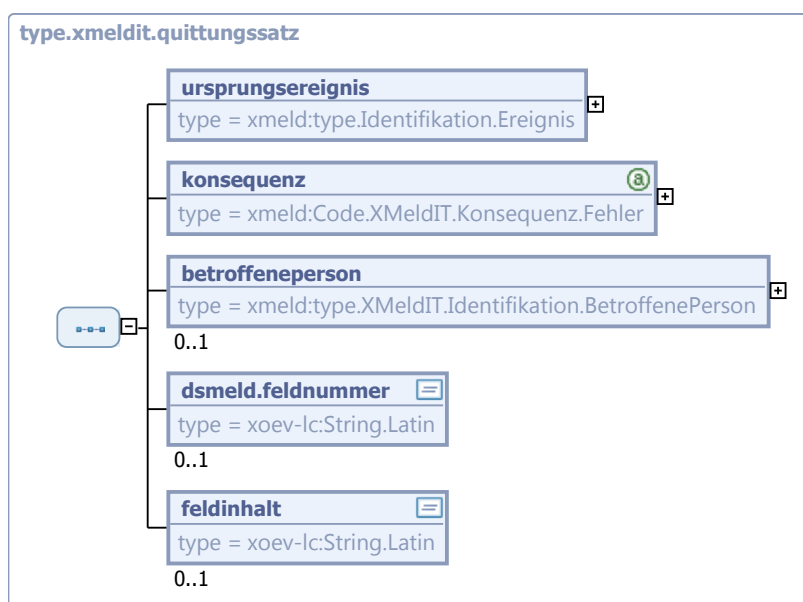 type.xmeldit.quittungssatz
ursprungsereignis
type = xmeld:type.Identifikation.Ereignis
konsequenz
type = xmeld:Code.XMeldIT.Konsequenz.Fehler
betroffeneperson
type = xmeld:type.XMeldIT.Identifikation.BetroffenePerson
0..1
dsmeld.feldnummer
type = xoev-lc:String.Latin
0..1
feldinhalt
type = xoev-lc:String.Latin
0..1